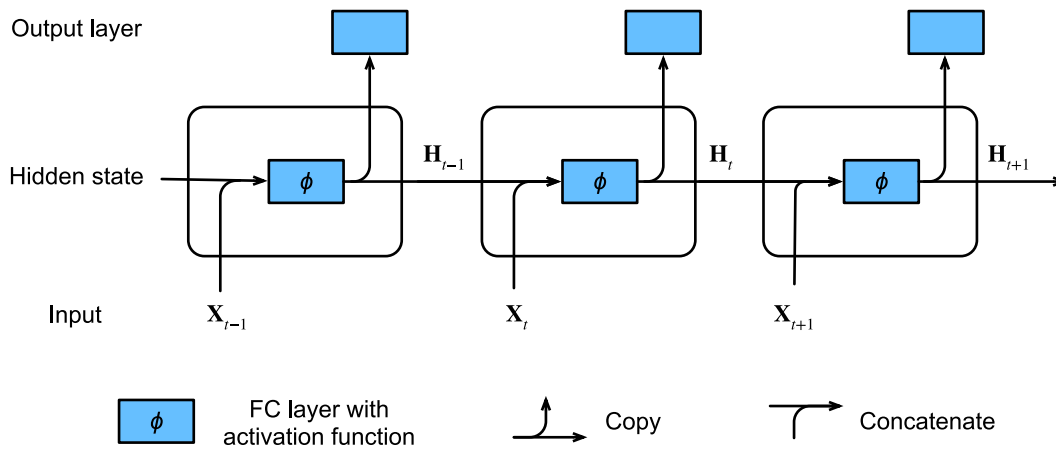 Output layer
Hidden state
ϕ
H_{t−1}
ϕ
H_t
ϕ
H_{t+1}
Input
X_{t−1}
X_t
X_{t+1}
ϕ
FC layer with
activation function
Copy
Concatenate